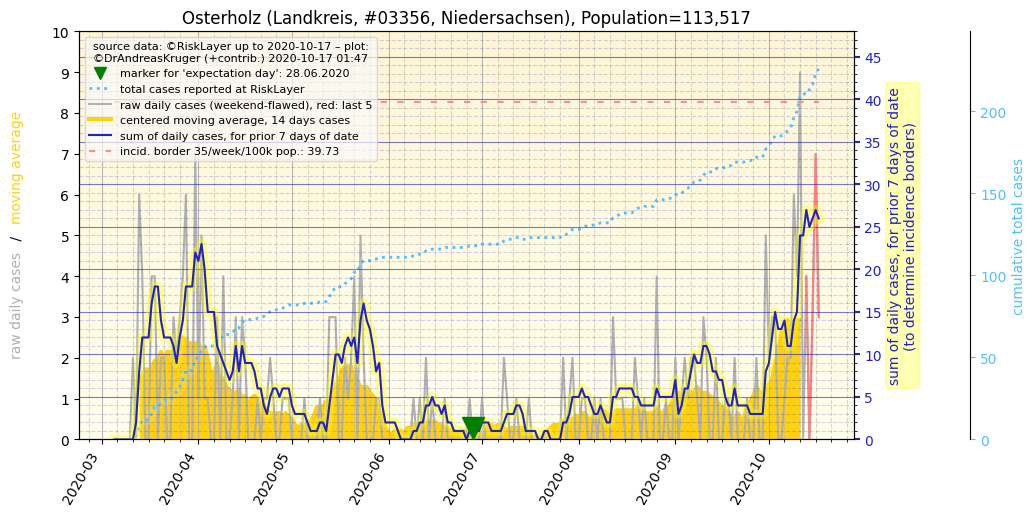 Osterholz (Landkreis, #03356, Niedersachsen), Population=113,517
source data: ©RiskLayer up to 2020-10-17 – plot:
©DrAndreasKruger (+contrib.) 2020-10-17 01:47
marker for 'expectation day': 28.06.2020
total cases reported at RiskLayer
raw daily cases (weekend-flawed), red: last 5
centered moving average, 14 days cases
sum of daily cases, for prior 7 days of date
incid. border 35/week/100k pop.: 39.73
raw daily cases / moving average
10
9
8
7
6
5
4
3
2
1
0
45
40
35
30
25
20
15
10
5
0
sum of daily cases, for prior 7 days of date
(to determine incidence borders)
200
150
100
50
0
cumulative total cases
2020-03
2020-04
2020-05
2020-06
2020-07
2020-08
2020-09
2020-10